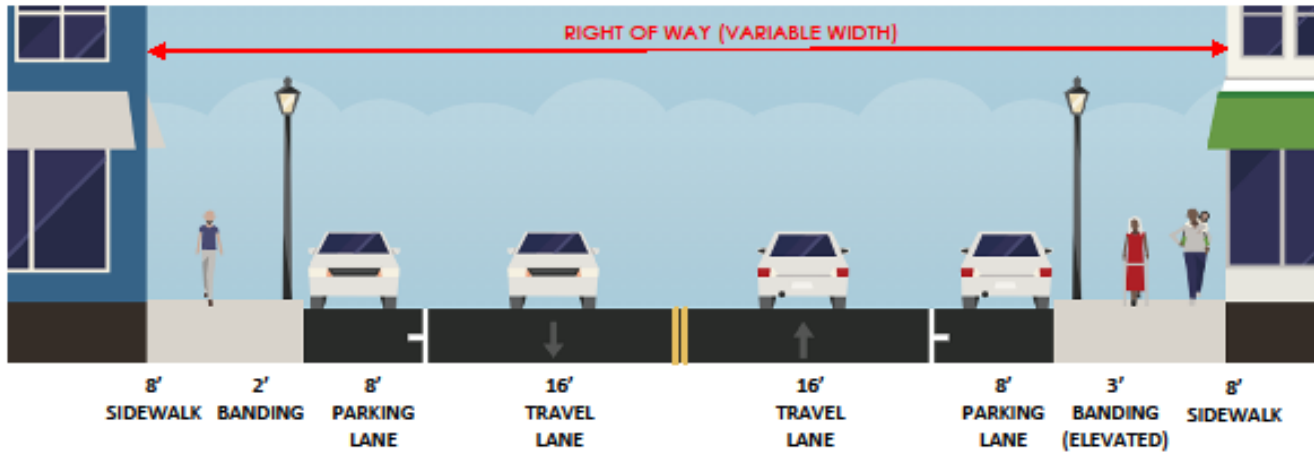 RIGHT OF WAY (VARIABLE WIDTH)
8' 2' 8' 16' 16' 8' 3' 8'
SIDEWALK BANDING PARKING TRAVEL TRAVEL PARKING BANDING SIDEWALK
LANE LANE LANE LANE (ELEVATED)